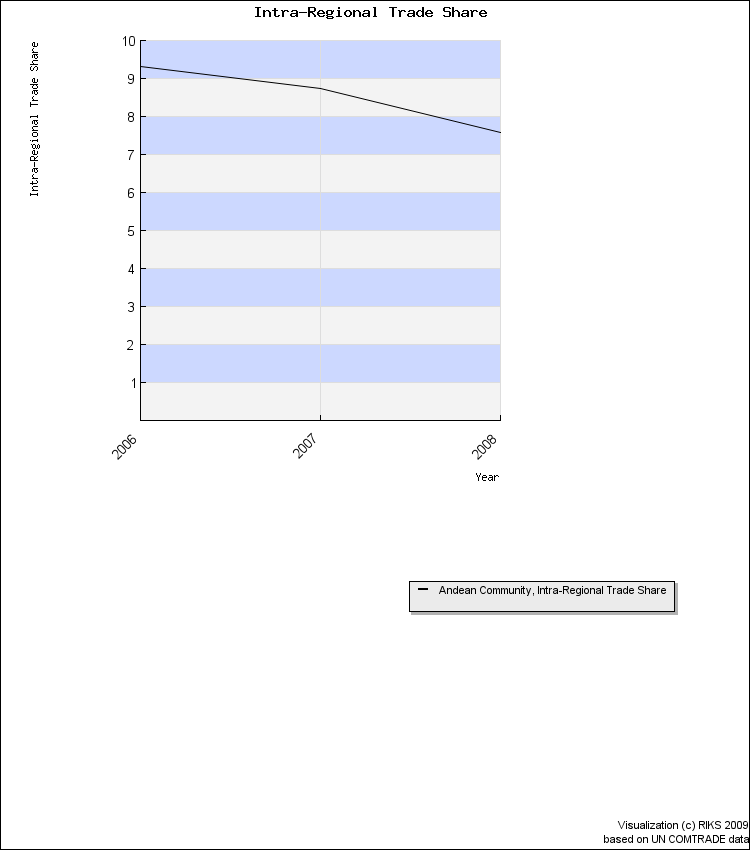 Intra-Regional Trade Share
Intra-Regional Trade Share
10
9
8
7
6
5
4
3
2
1
2006
2007
2008
Year
Andean Community, Intra-Regional Trade Share
Visualization (c) RIKS 2009
based on UN COMTRADE data